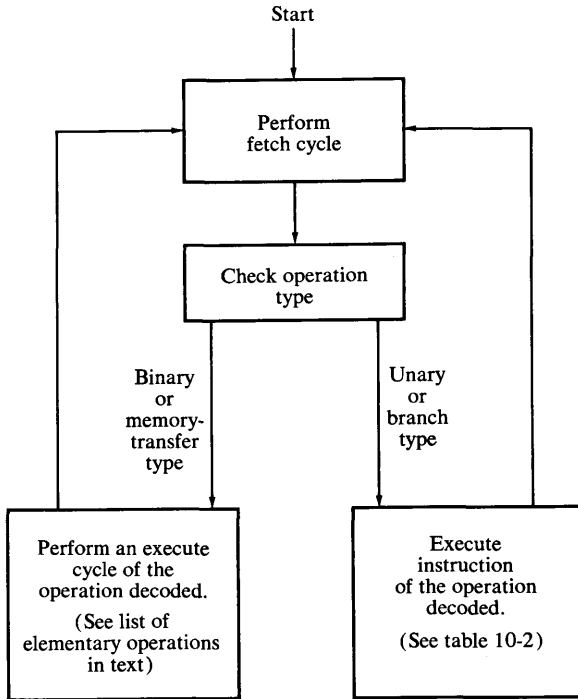 Start
Perform
fetch cycle
Check operation
type
Binary
or
memory-
transfer
type
Unary
or
branch
type
Perform an execute
cycle of the
operation decoded.
(See list of
elementary operations
in text)
Execute
instruction
of the operation
decoded.
(See table 10-2)